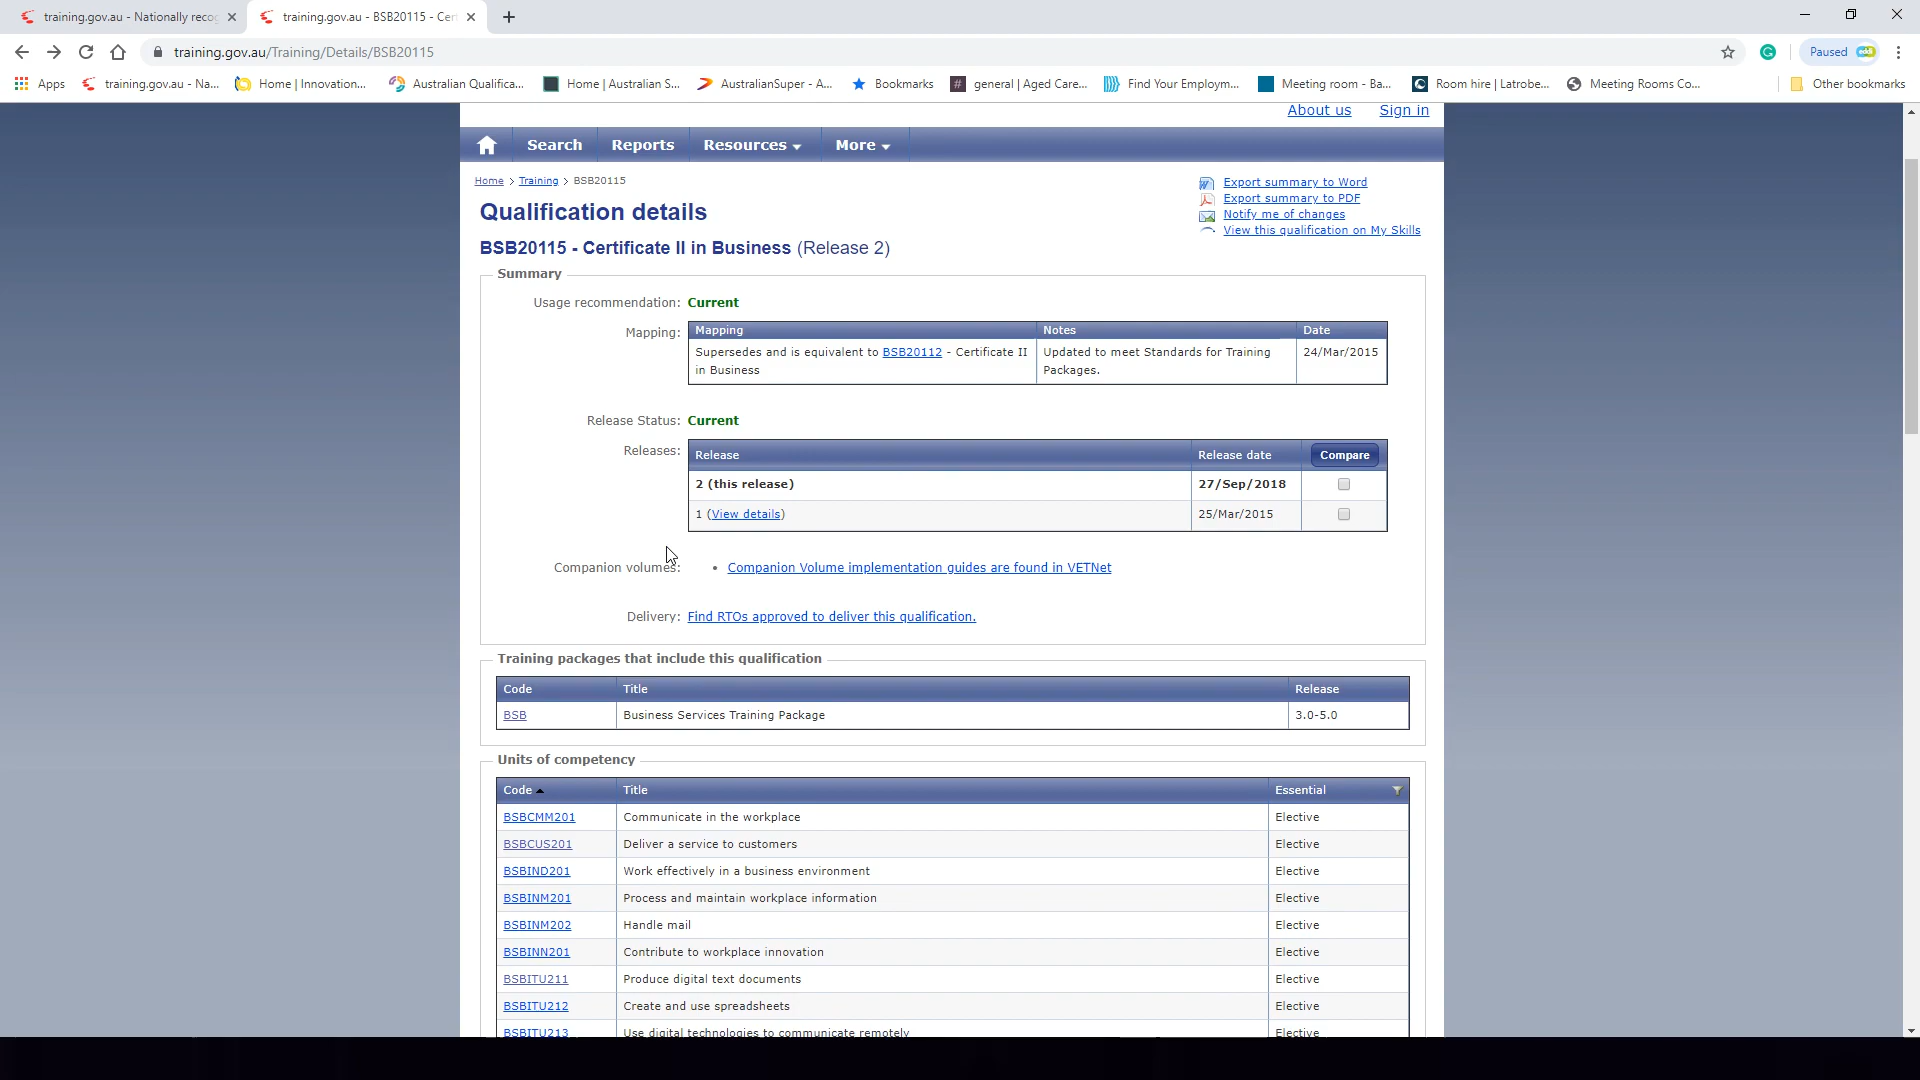 training.gov.au - Nationally recog
training.gov.au - BSB20115 - Cert
training.gov.au/Training/Details/BSB20115
Paused
Apps
training.gov.au - Na...
Home | Innovation...
Australian Qualifica...
Home | Australian S...
AustralianSuper - A...
Bookmarks
general | Aged Care...
Find Your Employm...
Meeting room - Ba...
Room hire | Latrobe...
Meeting Rooms Co...
Other bookmarks
About us
Sign in
Search
Reports
Resources
More
Home > Training > BSB20115
Export summary to Word
Export summary to PDF
Notify me of changes
View this qualification on My Skills
Qualification details
BSB20115 - Certificate II in Business (Release 2)
Summary
Usage recommendation: Current
Mapping:
Mapping Notes Date
Supersedes and is equivalent to BSB20112 - Certificate II
in Business
Updated to meet Standards for Training
Packages.
24/Mar/2015
Release Status: Current
Releases:
Release Release date Compare
2 (this release) 27/Sep/2018
1 (View details) 25/Mar/2015
Companion volumes:
• Companion Volume implementation guides are found in VETNet
Delivery: Find RTOs approved to deliver this qualification.
Training packages that include this qualification
Code Title Release
BSB Business Services Training Package 3.0-5.0
Units of competency
Code Title Essential
BSBCMM201 Communicate in the workplace Elective
BSBCUS201 Deliver a service to customers Elective
BSBIND201 Work effectively in a business environment Elective
BSBINM201 Process and maintain workplace information Elective
BSBINM202 Handle mail Elective
BSBINN201 Contribute to workplace innovation Elective
BSBITU211 Produce digital text documents Elective
BSBITU212 Create and use spreadsheets Elective
BSBITU213 Use digital technologies to communicate remotely Elective